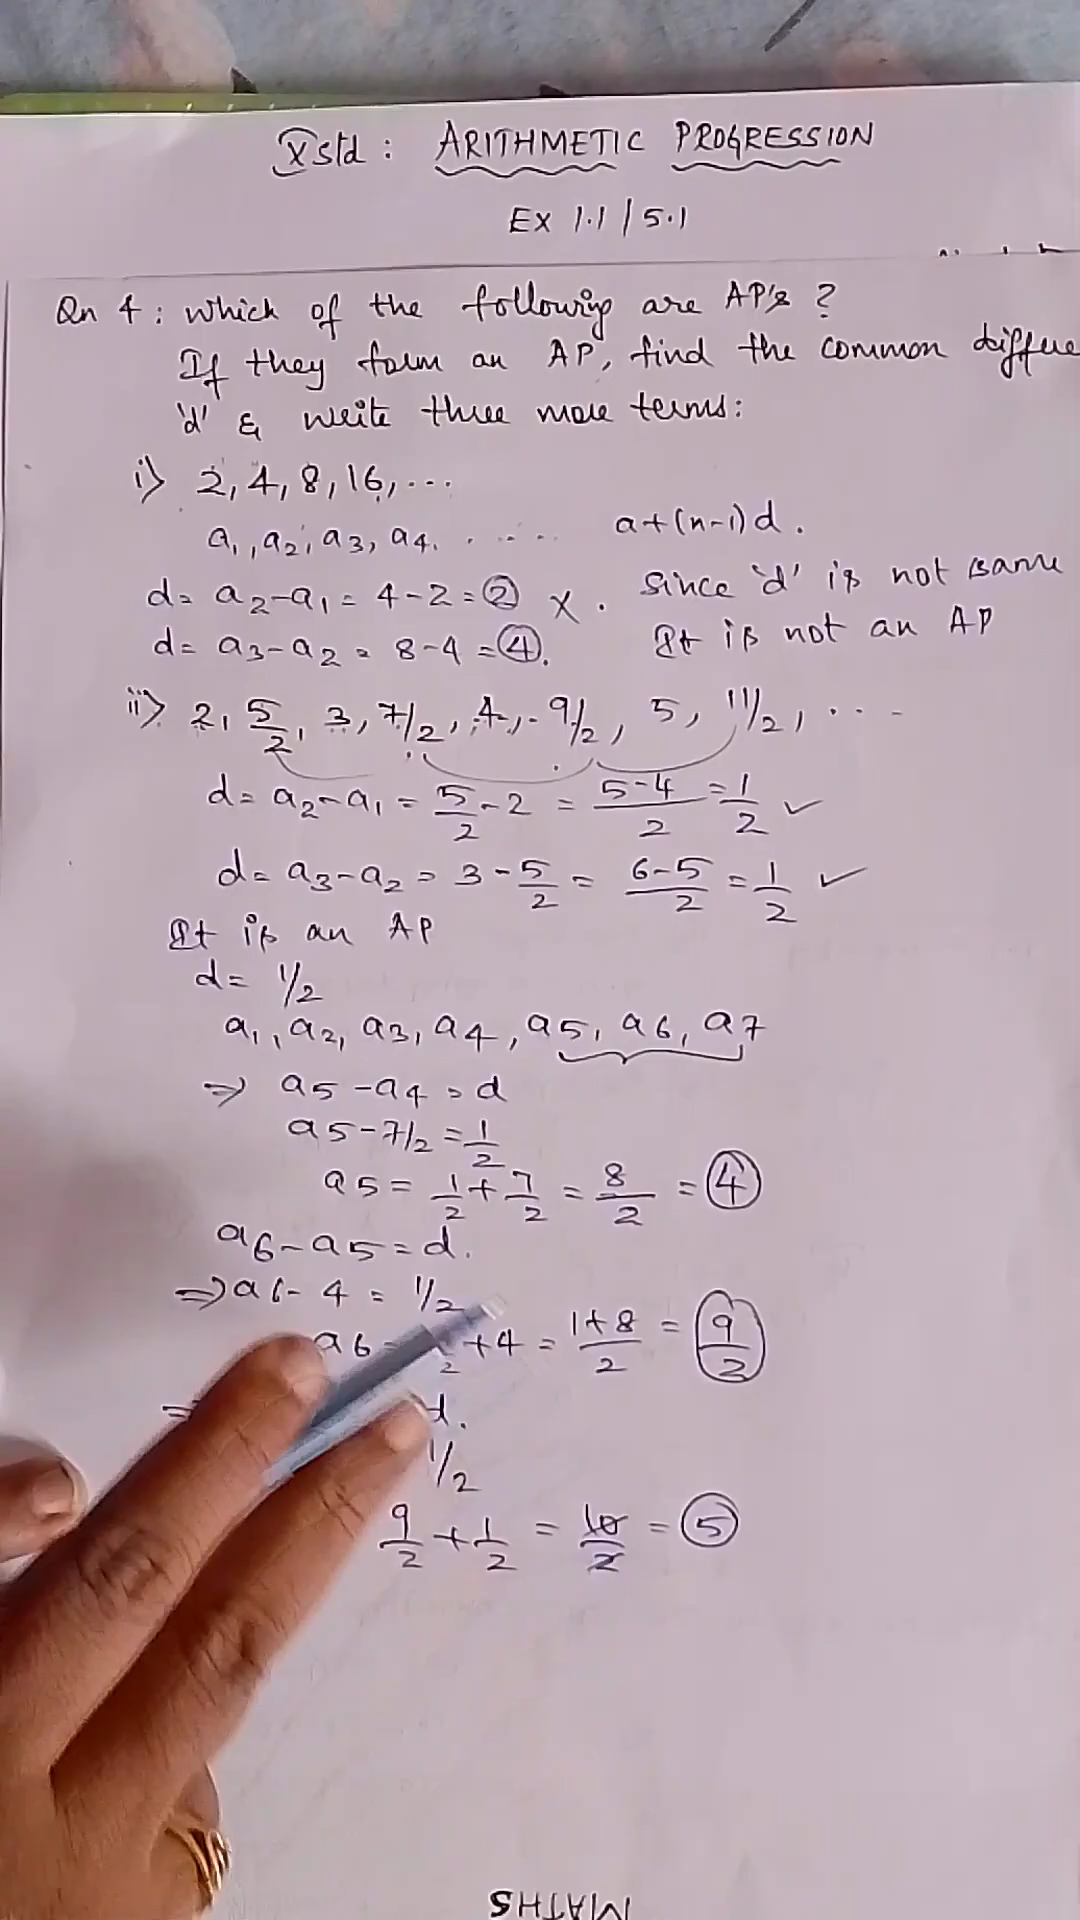 X std : ARITHMETIC PROGRESSION
Ex 1.1 / 5.1
Qn 4 : Which of the following are AP's ?
If they form an AP, find the common differe
'd' & write three more terms:
i) 2, 4, 8, 16, ...
a1, a2, a3, a4, ..... a+(n-1)d.
d= a2-a1 = 4-2 = 2 X . Since 'd' is not same
d= a3-a2 = 8-4 = 4. It is not an AP
ii) 2, 5/2, 3, 7/2, 4, 9/2, 5, 11/2, ...
d= a2-a1 = 5/2 - 2 = 5-4/2 = 1/2 ✓
d= a3-a2 = 3 - 5/2 = 6-5/2 = 1/2 ✓
It is an AP
d= 1/2
a1, a2, a3, a4, a5, a6, a7
⇒ a5 - a4 = d
a5 - 7/2 = 1/2
a5 = 1/2 + 7/2 = 8/2 = 4
a6 - a5 = d.
⇒ a6 - 4 = 1/2
a6 = /2 + 4 = 1+8/2 = 9/2
= d.
1/2
9/2 + 1/2 = 10/2 = 5
MATHS